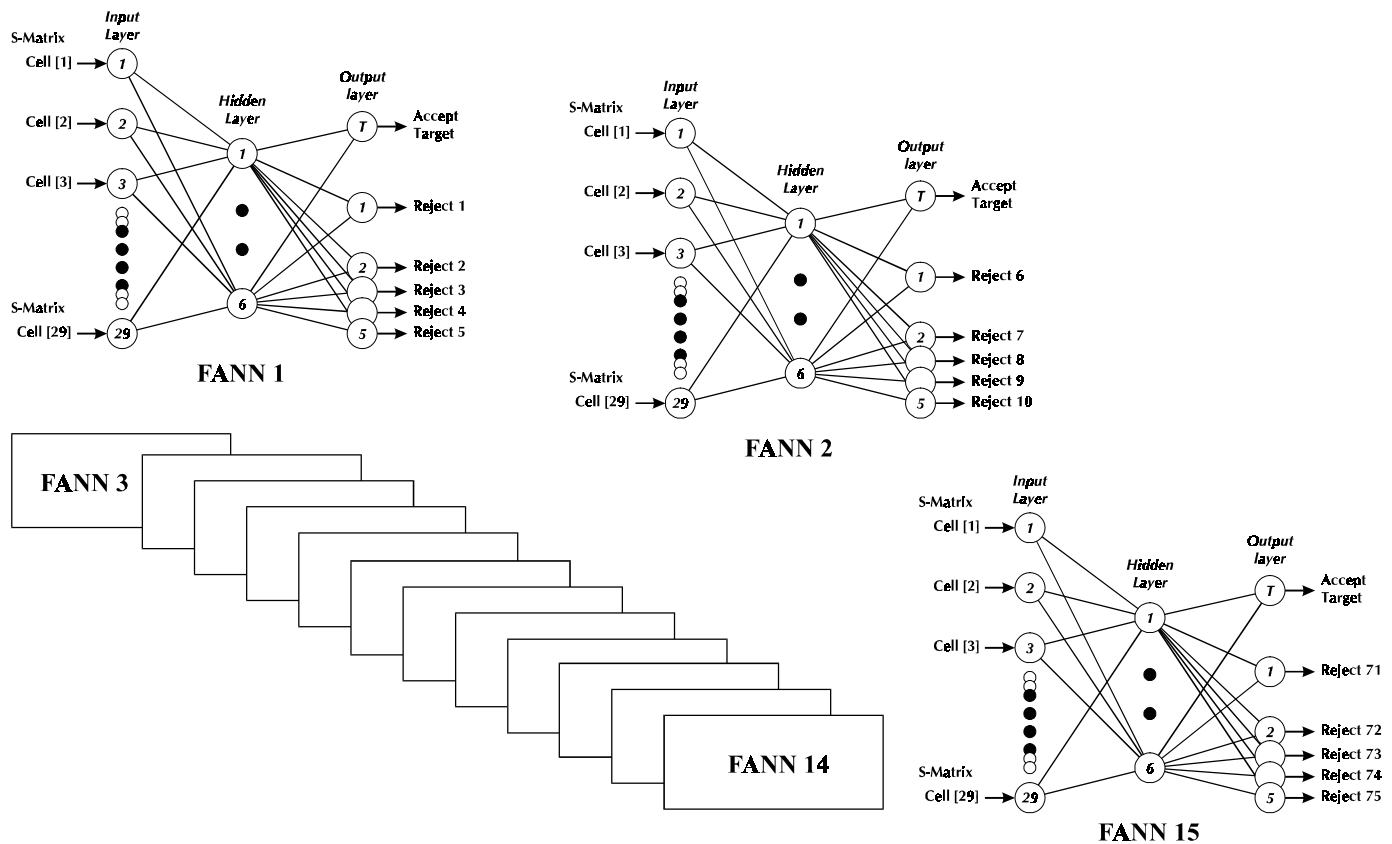 Input
Layer
S-Matrix
Cell [1]
1
Cell [2]
2
Cell [3]
3
S-Matrix
Cell [29]
29
Hidden
Layer
1
6
Output
layer
T
Accept
Target
1
Reject 1
2
Reject 2
Reject 3
Reject 4
5
Reject 5
FANN 1
Input
Layer
S-Matrix
Cell [1]
1
Cell [2]
2
Cell [3]
3
S-Matrix
Cell [29]
29
Hidden
Layer
1
6
Output
layer
T
Accept
Target
1
Reject 6
2
Reject 7
Reject 8
Reject 9
5
Reject 10
FANN 2
FANN 3
FANN 14
Input
Layer
S-Matrix
Cell [1]
1
Cell [2]
2
Cell [3]
3
S-Matrix
Cell [29]
29
Hidden
Layer
1
6
Output
layer
T
Accept
Target
1
Reject 71
2
Reject 72
Reject 73
Reject 74
5
Reject 75
FANN 15